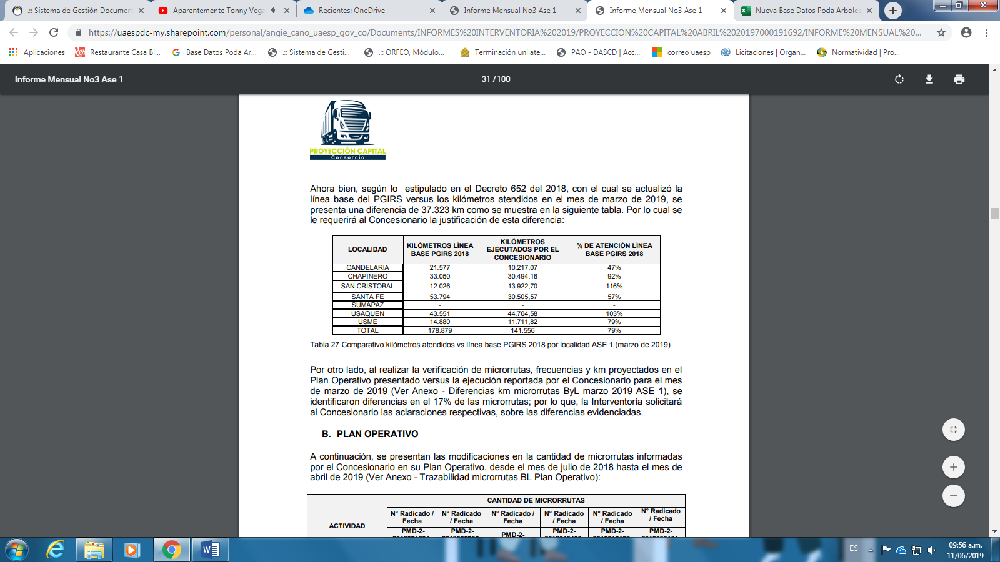 .:: Sistema de Gestión Document
Aparentemente Tonny Vega
Recientes: OneDrive
Informe Mensual No3 Ase 1
Informe Mensual No3 Ase 1
Nueva Base Datos Poda Arboles
https://uaespdc-my.sharepoint.com/personal/angie_cano_uaesp_gov_co/Documents/INFORMES%20INTERVENTORIA%202019/PROYECCION%20CAPITAL%20ABRIL%2020197000191692/INFORME%20MENSUAL%20...
Aplicaciones
Restaurante Casa Bi...
Base Datos Poda Ar...
.:: Sistema de Gesti...
.:: ORFEO, Módulo...
Terminación unilate...
PAO - DASCD | Acc...
correo uaesp
Licitaciones | Organ...
Normatividad | Pro...
Informe Mensual No3 Ase 1
31 / 100
PROYECCIÓN CAPITAL
Consorcio
Ahora bien, según lo estipulado en el Decreto 652 del 2018, con el cual se actualizó la
línea base del PGIRS versus los kilómetros atendidos en el mes de marzo de 2019, se
presenta una diferencia de 37.323 km como se muestra en la siguiente tabla. Por lo cual se
le requerirá al Concesionario la justificación de esta diferencia:
LOCALIDAD
KILÓMETROS LÍNEA
BASE PGIRS 2018
KILÓMETROS
EJECUTADOS POR EL
CONCESIONARIO
% DE ATENCIÓN LÍNEA
BASE PGIRS 2018
CANDELARIA 21.577 10.217,07 47%
CHAPINERO 33.050 30.494,16 92%
SAN CRISTOBAL 12.026 13.922,70 116%
SANTA FE 53.794 30.505,57 57%
SUMAPAZ - - -
USAQUEN 43.551 44.704,58 103%
USME 14.880 11.711,82 79%
TOTAL 178.879 141.556 79%
Tabla 27 Comparativo kilómetros atendidos vs línea base PGIRS 2018 por localidad ASE 1 (marzo de 2019)
Por otro lado, al realizar la verificación de microrrutas, frecuencias y km proyectados en el
Plan Operativo presentado versus la ejecución reportada por el Concesionario para el mes
de marzo de 2019 (Ver Anexo - Diferencias km microrrutas ByL marzo 2019 ASE 1), se
identificaron diferencias en el 17% de las microrrutas; por lo que, la Interventoría solicitará
al Concesionario las aclaraciones respectivas, sobre las diferencias evidenciadas.
B. PLAN OPERATIVO
A continuación, se presentan las modificaciones en la cantidad de microrrutas informadas
por el Concesionario en su Plan Operativo, desde el mes de julio de 2018 hasta el mes de
abril de 2019 (Ver Anexo - Trazabilidad microrrutas BL Plan Operativo):
ACTIVIDAD
CANTIDAD DE MICRORRUTAS
N° Radicado / Fecha
N° Radicado / Fecha
N° Radicado / Fecha
N° Radicado / Fecha
N° Radicado / Fecha
N° Radicado / Fecha
PMD-2- PMD-2- PMD-2- PMD-2- PMD-2- PMD-2-
ES
09:56 a.m.
11/06/2019